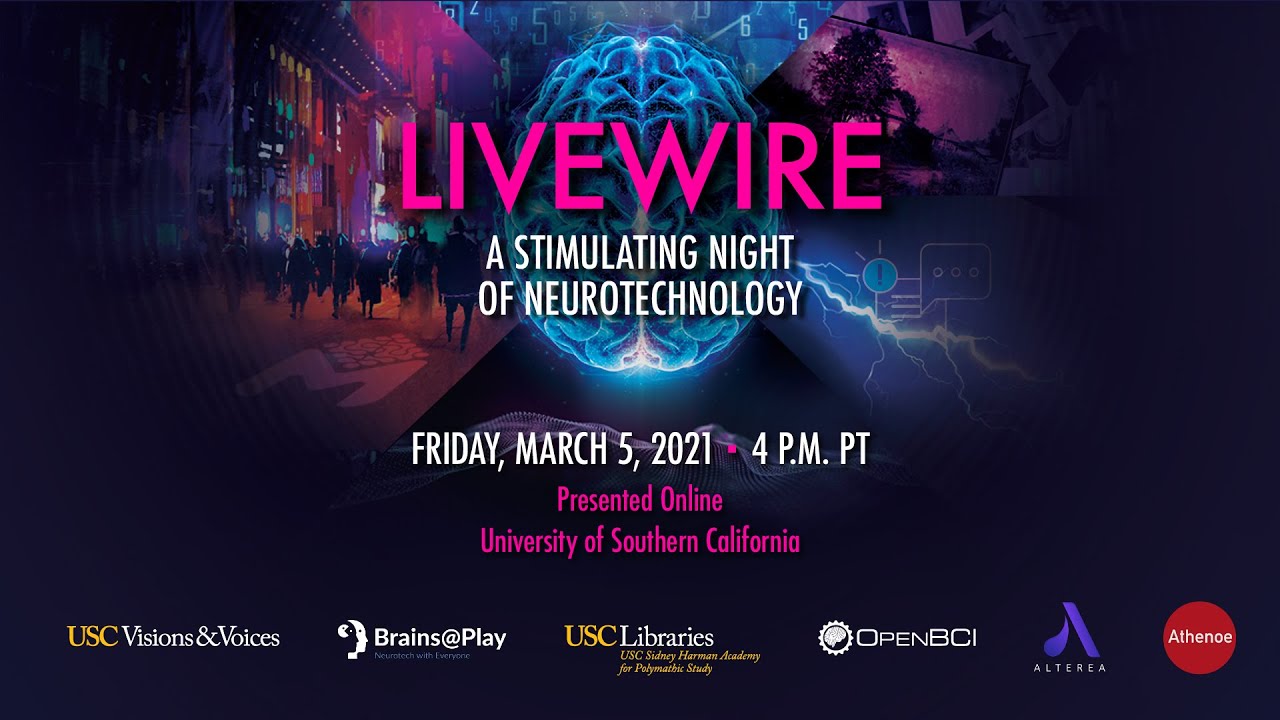 LIVEWIRE
A STIMULATING NIGHT
OF NEUROTECHNOLOGY
FRIDAY, MARCH 5, 2021 ▪ 4 P.M. PT
Presented Online
University of Southern California
USC Visions&Voices
Brains@Play
Neurotech with Everyone
USC Libraries
USC Sidney Harman Academy
for Polymathic Study
OPENBCI
ALTEREA
Athenoe